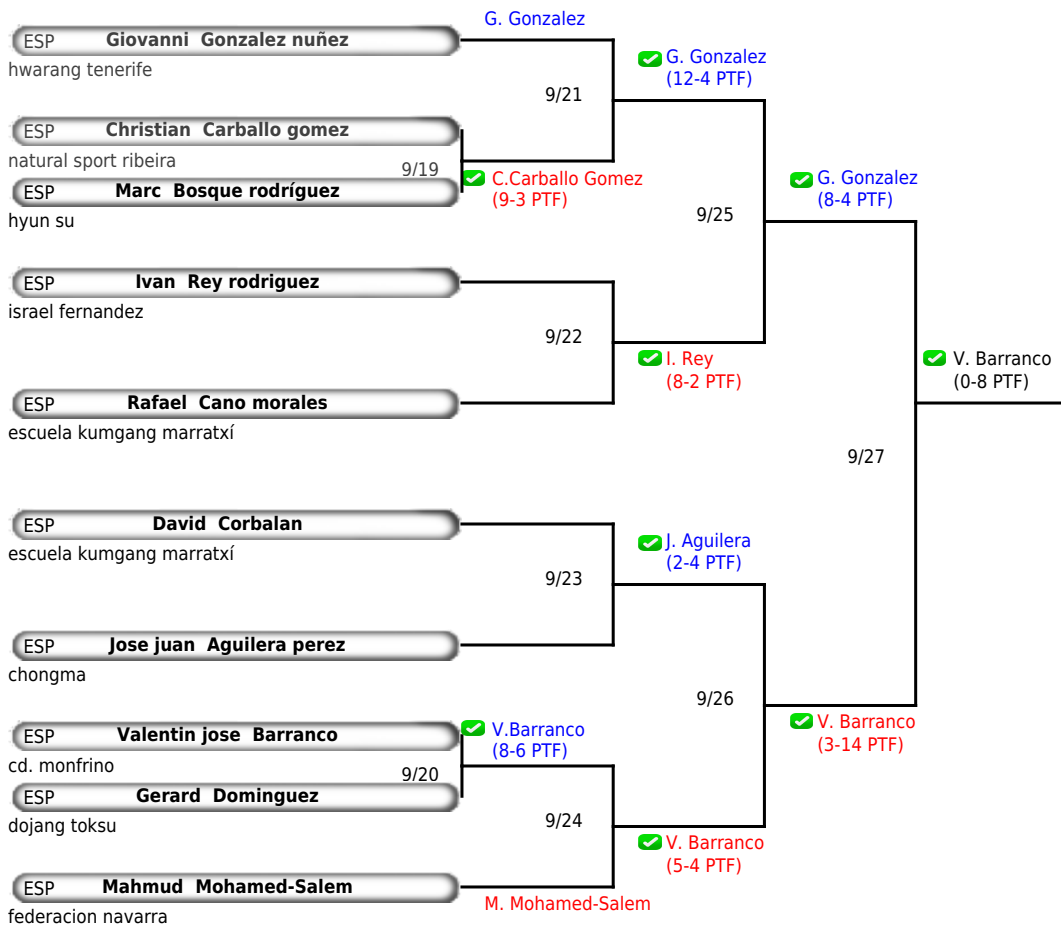 G. Gonzalez
ESP Giovanni Gonzalez nuñez
hwarang tenerife
G. Gonzalez
(12-4 PTF)
9/21
ESP Christian Carballo gomez
natural sport ribeira
9/19
C.Carballo Gomez
(9-3 PTF)
ESP Marc Bosque rodríguez
hyun su
G. Gonzalez
(8-4 PTF)
9/25
ESP Ivan Rey rodriguez
israel fernandez
9/22
I. Rey
(8-2 PTF)
V. Barranco
(0-8 PTF)
ESP Rafael Cano morales
escuela kumgang marratxí
9/27
ESP David Corbalan
escuela kumgang marratxí
J. Aguilera
(2-4 PTF)
9/23
ESP Jose juan Aguilera perez
chongma
9/26
ESP Valentin jose Barranco
cd. monfrino
V.Barranco
(8-6 PTF)
V. Barranco
(3-14 PTF)
9/20
ESP Gerard Dominguez
dojang toksu
9/24
V. Barranco
(5-4 PTF)
ESP Mahmud Mohamed-Salem
federacion navarra
M. Mohamed-Salem